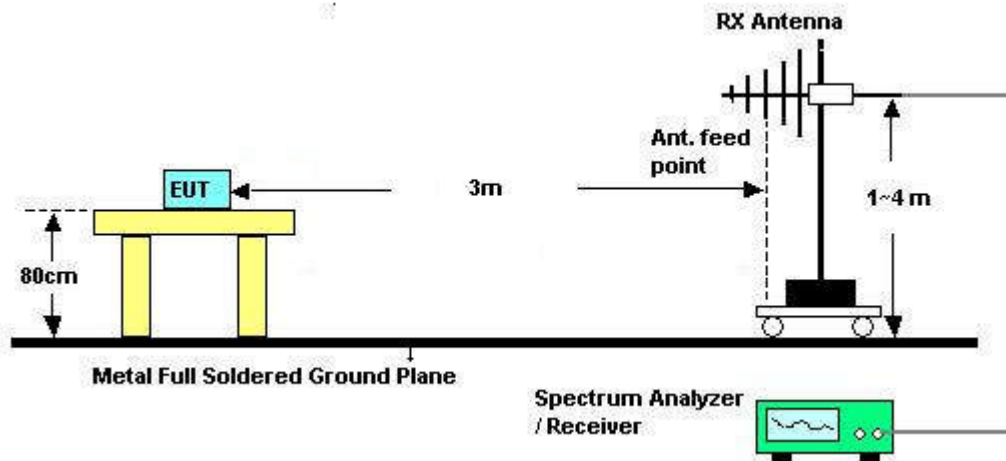 RX Antenna
Ant. feed
point
EUT
3m
1~4 m
80cm
Metal Full Soldered Ground Plane
Spectrum Analyzer
/ Receiver